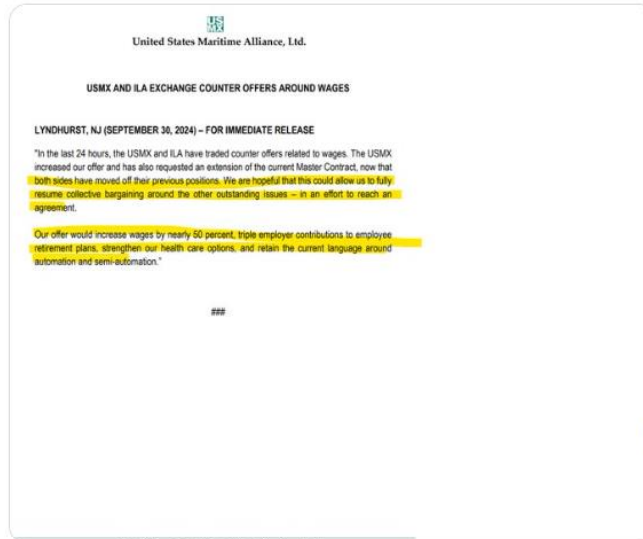 US
MX
United States Maritime Alliance, Ltd.
USMX AND ILA EXCHANGE COUNTER OFFERS AROUND WAGES
LYNDHURST, NJ (SEPTEMBER 30, 2024) – FOR IMMEDIATE RELEASE
"In the last 24 hours, the USMX and ILA have traded counter offers related to wages. The USMX
increased our offer and has also requested an extension of the current Master Contract, now that
both sides have moved off their previous positions. We are hopeful that this could allow us to fully
resume collective bargaining around the other outstanding issues – in an effort to reach an
agreement.
Our offer would increase wages by nearly 50 percent, triple employer contributions to employee
retirement plans, strengthen our health care options, and retain the current language around
automation and semi-automation."
###